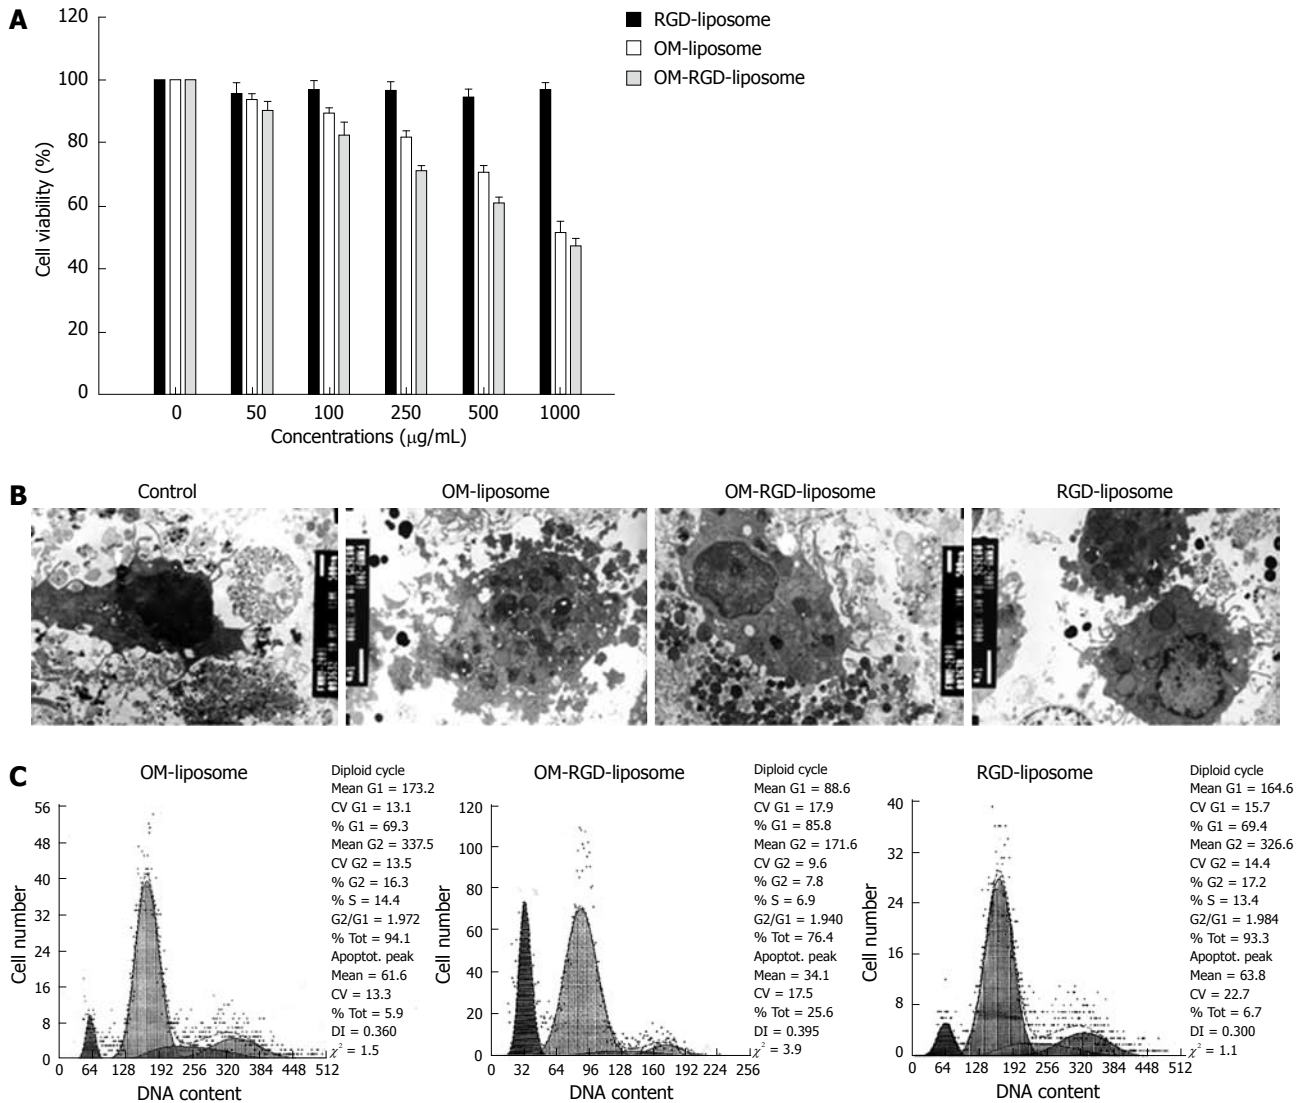 A
RGD-liposome
OM-liposome
OM-RGD-liposome
120
100
80
60
40
20
0
Cell viability (%)
0 50 100 250 500 1000
Concentrations (μg/mL)
B
Control
OM-liposome
OM-RGD-liposome
RGD-liposome
C
OM-liposome
56
48
40
32
24
16
8
0
Cell number
0 64 128 192 256 320 384 448 512
DNA content
Diploid cycle
Mean G1 = 173.2
CV G1 = 13.1
% G1 = 69.3
Mean G2 = 337.5
CV G2 = 13.5
% G2 = 16.3
% S = 14.4
G2/G1 = 1.972
% Tot = 94.1
Apoptot. peak
Mean = 61.6
CV = 13.3
% Tot = 5.9
DI = 0.360
χ² = 1.5
OM-RGD-liposome
120
100
80
60
40
20
0
Cell number
0 32 64 96 128 160 192 224 256
DNA content
Diploid cycle
Mean G1 = 88.6
CV G1 = 17.9
% G1 = 85.8
Mean G2 = 171.6
CV G2 = 9.6
% G2 = 7.8
% S = 6.9
G2/G1 = 1.940
% Tot = 76.4
Apoptot. peak
Mean = 34.1
CV = 17.5
% Tot = 25.6
DI = 0.395
χ² = 3.9
RGD-liposome
40
32
24
16
8
0
Cell number
0 64 128 192 256 320 384 448 512
DNA content
Diploid cycle
Mean G1 = 164.6
CV G1 = 15.7
% G1 = 69.4
Mean G2 = 326.6
CV G2 = 14.4
% G2 = 17.2
% S = 13.4
G2/G1 = 1.984
% Tot = 93.3
Apoptot. peak
Mean = 63.8
CV = 22.7
% Tot = 6.7
DI = 0.300
χ² = 1.1